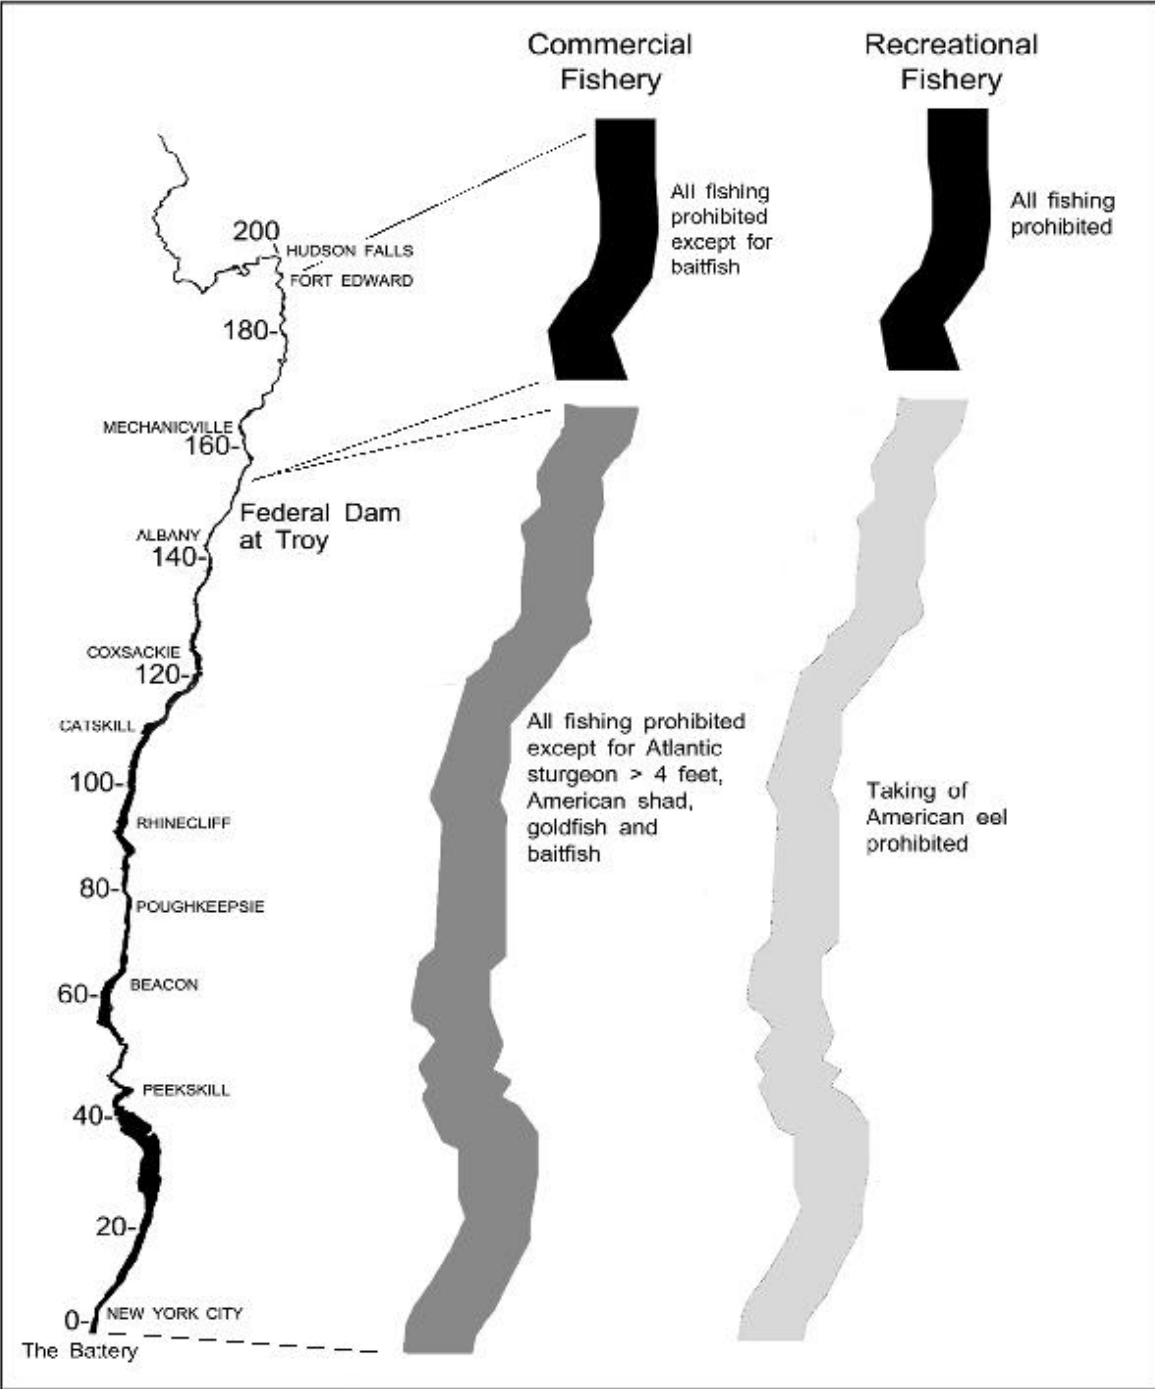 Commercial
Fishery
Recreational
Fishery
All fishing
prohibited
except for
baitfish
All fishing
prohibited
200
HUDSON FALLS
FORT EDWARD
180-
MECHANICVILLE
160-
Federal Dam
at Troy
ALBANY
140-
COXSACKIE
120-
CATSKILL
All fishing prohibited
except for Atlantic
sturgeon > 4 feet,
American shad,
goldfish and
baitfish
100-
Taking of
American eel
prohibited
RHINECLIFF
80-
POUGHKEEPSIE
BEACON
60-
PEEKSKILL
40-
20-
NEW YORK CITY
0-
The Battery